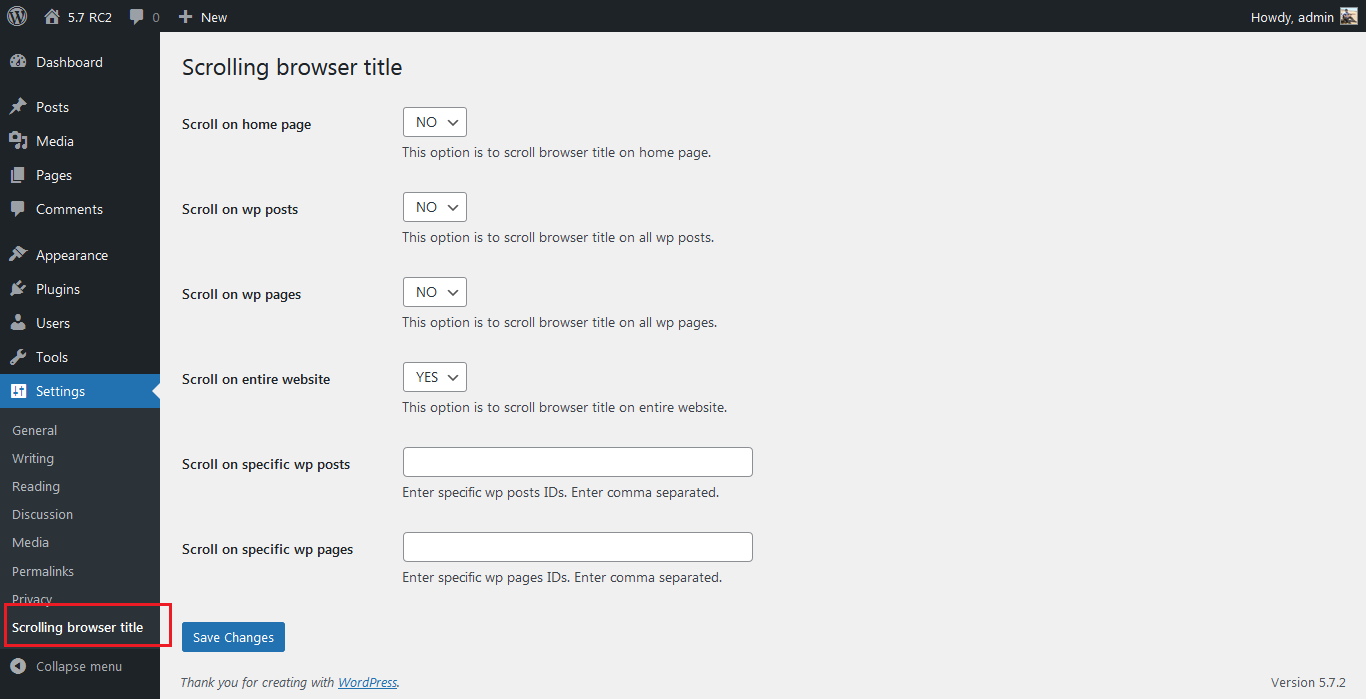 5.7 RC2 0 New Howdy, admin
Dashboard
Posts
Media
Pages
Comments
Appearance
Plugins
Users
Tools
Settings
General
Writing
Reading
Discussion
Media
Permalinks
Privacy
Scrolling browser title
Collapse menu
Scrolling browser title
Scroll on home page NO
This option is to scroll browser title on home page.
Scroll on wp posts NO
This option is to scroll browser title on all wp posts.
Scroll on wp pages NO
This option is to scroll browser title on all wp pages.
Scroll on entire website YES
This option is to scroll browser title on entire website.
Scroll on specific wp posts
Enter specific wp posts IDs. Enter comma separated.
Scroll on specific wp pages
Enter specific wp pages IDs. Enter comma separated.
Save Changes
Thank you for creating with WordPress. Version 5.7.2